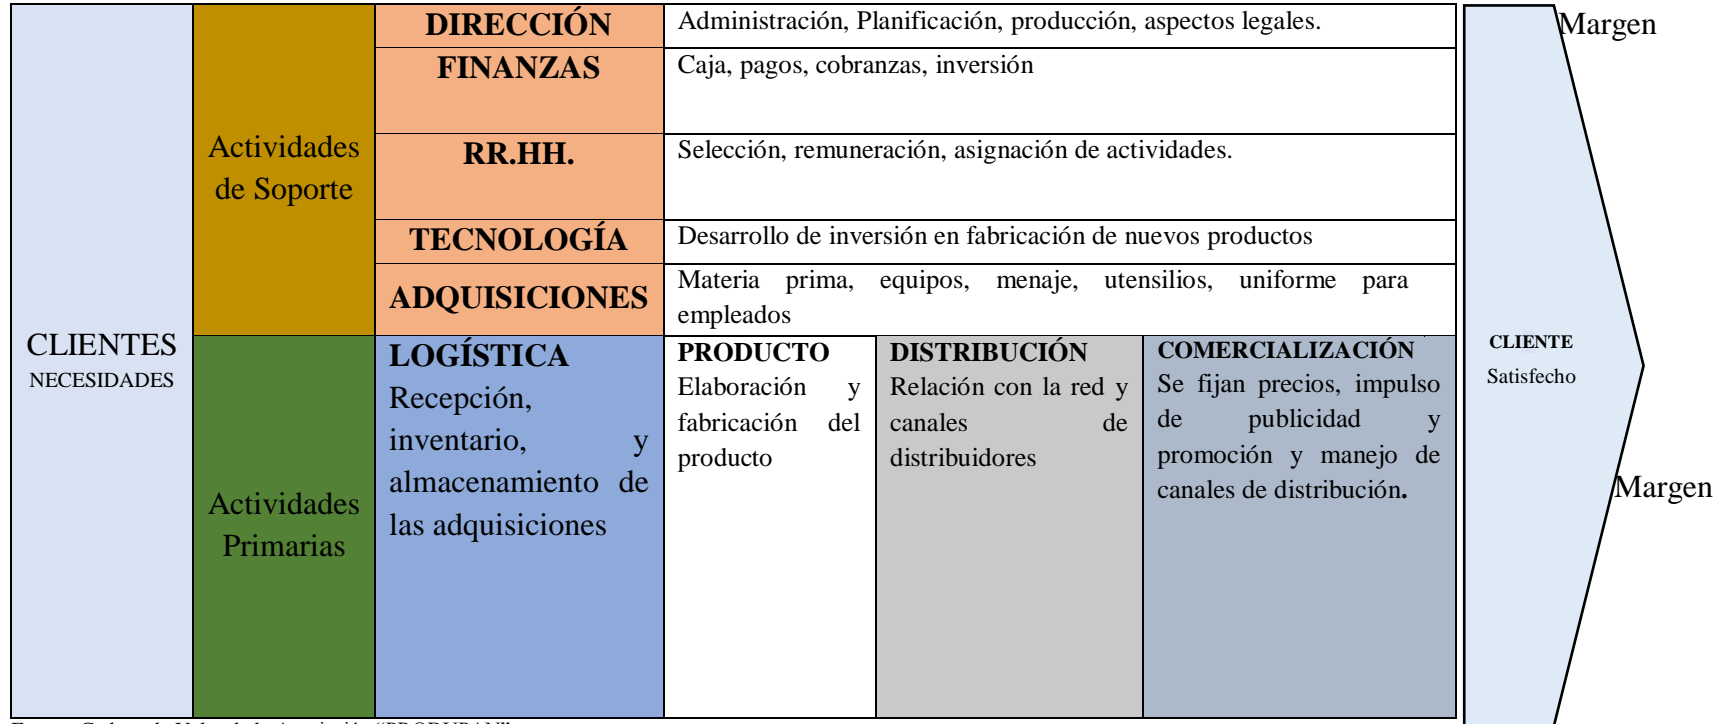 DIRECCIÓN
Administración, Planificación, producción, aspectos legales.
FINANZAS
Caja, pagos, cobranzas, inversión
RR.HH.
Selección, remuneración, asignación de actividades.
TECNOLOGÍA
Desarrollo de inversión en fabricación de nuevos productos
ADQUISICIONES
Materia prima, equipos, menaje, utensilios, uniforme para
empleados
Actividades
de Soporte
CLIENTES
NECESIDADES
Actividades
Primarias
LOGÍSTICA
Recepción,
inventario, y
almacenamiento de
las adquisiciones
PRODUCTO
Elaboración y
fabricación del
producto
DISTRIBUCIÓN
Relación con la red y
canales de
distribuidores
COMERCIALIZACIÓN
Se fijan precios, impulso
de publicidad y
promoción y manejo de
canales de distribución.
Margen
CLIENTE
Satisfecho
Margen